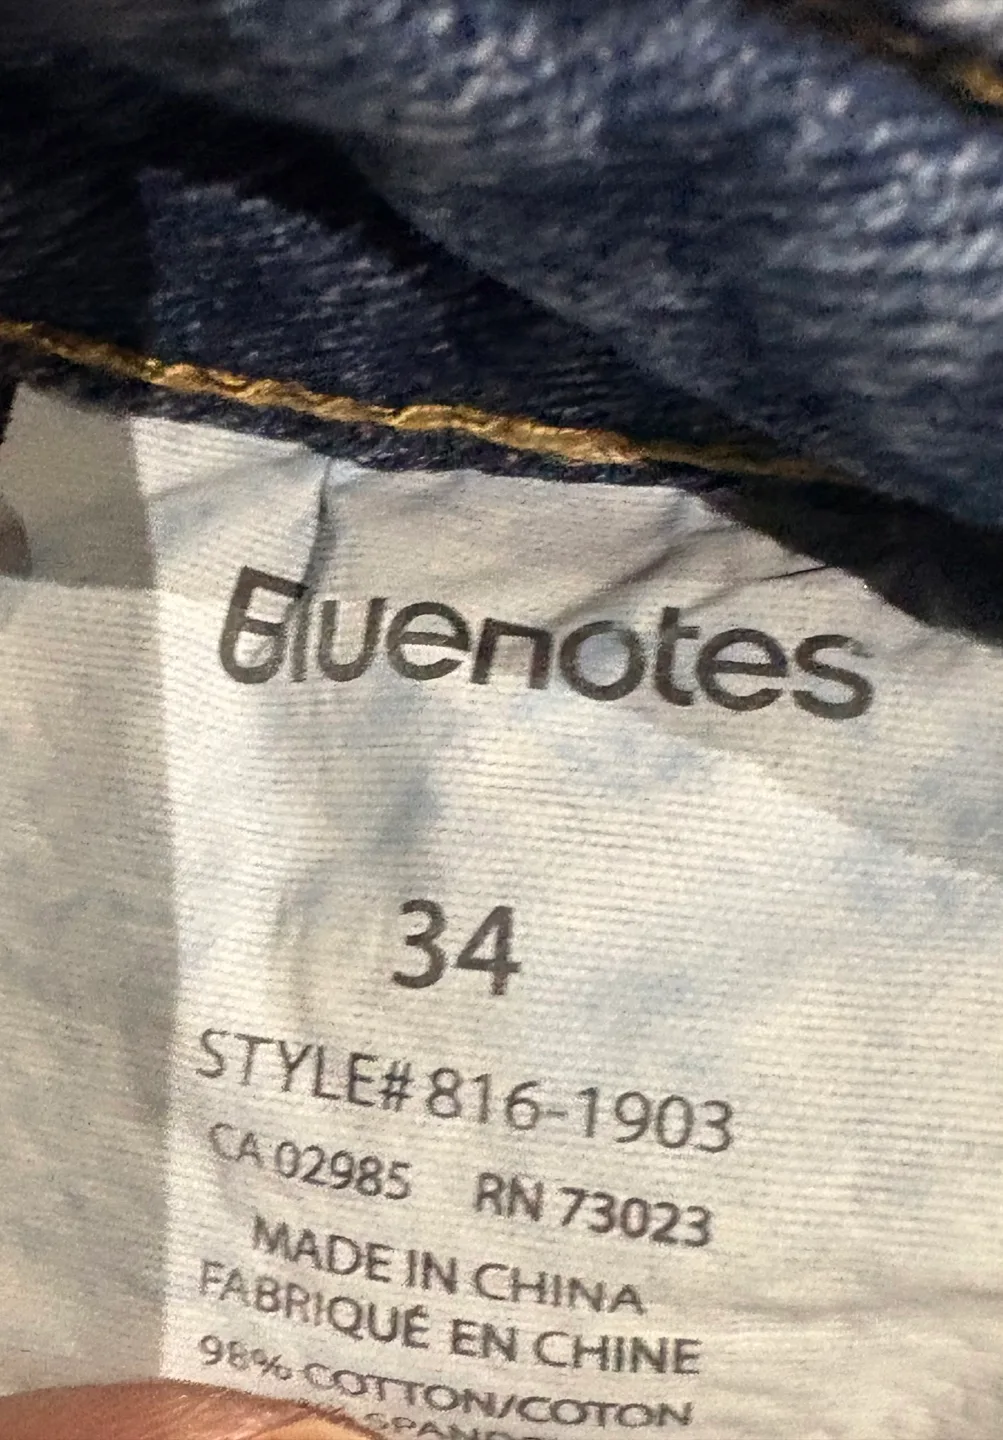 Bluenotes
34
STYLE# 816-1903
CA 02985 RN 73023
MADE IN CHINA
FABRIQUÉ EN CHINE
98% COTTON/COTON